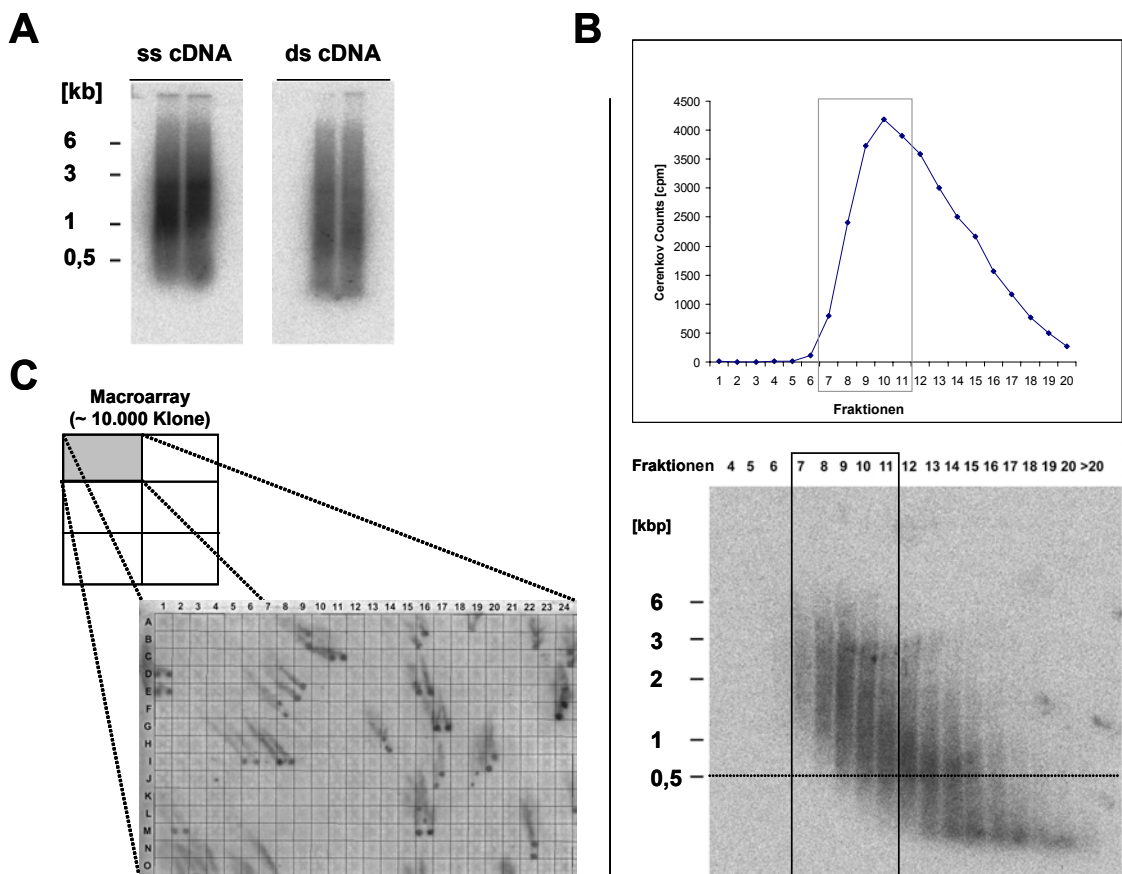 A
ss cDNA
ds cDNA
[kb]
6
3
1
0,5
B
4500
4000
3500
3000
2500
2000
1500
1000
500
0
Cerenkov Counts [cpm]
1 2 3 4 5 6 7 8 9 10 11 12 13 14 15 16 17 18 19 20
Fraktionen
Fraktionen 4 5 6 7 8 9 10 11 12 13 14 15 16 17 18 19 20 >20
[kbp]
6
3
2
1
0,5
C
Macroarray
(~ 10.000 Klone)
1 2 3 4 5 6 7 8 9 10 11 12 13 14 15 16 17 18 19 20 21 22 23 24
A
B
C
D
E
F
G
H
I
J
K
L
M
N
O